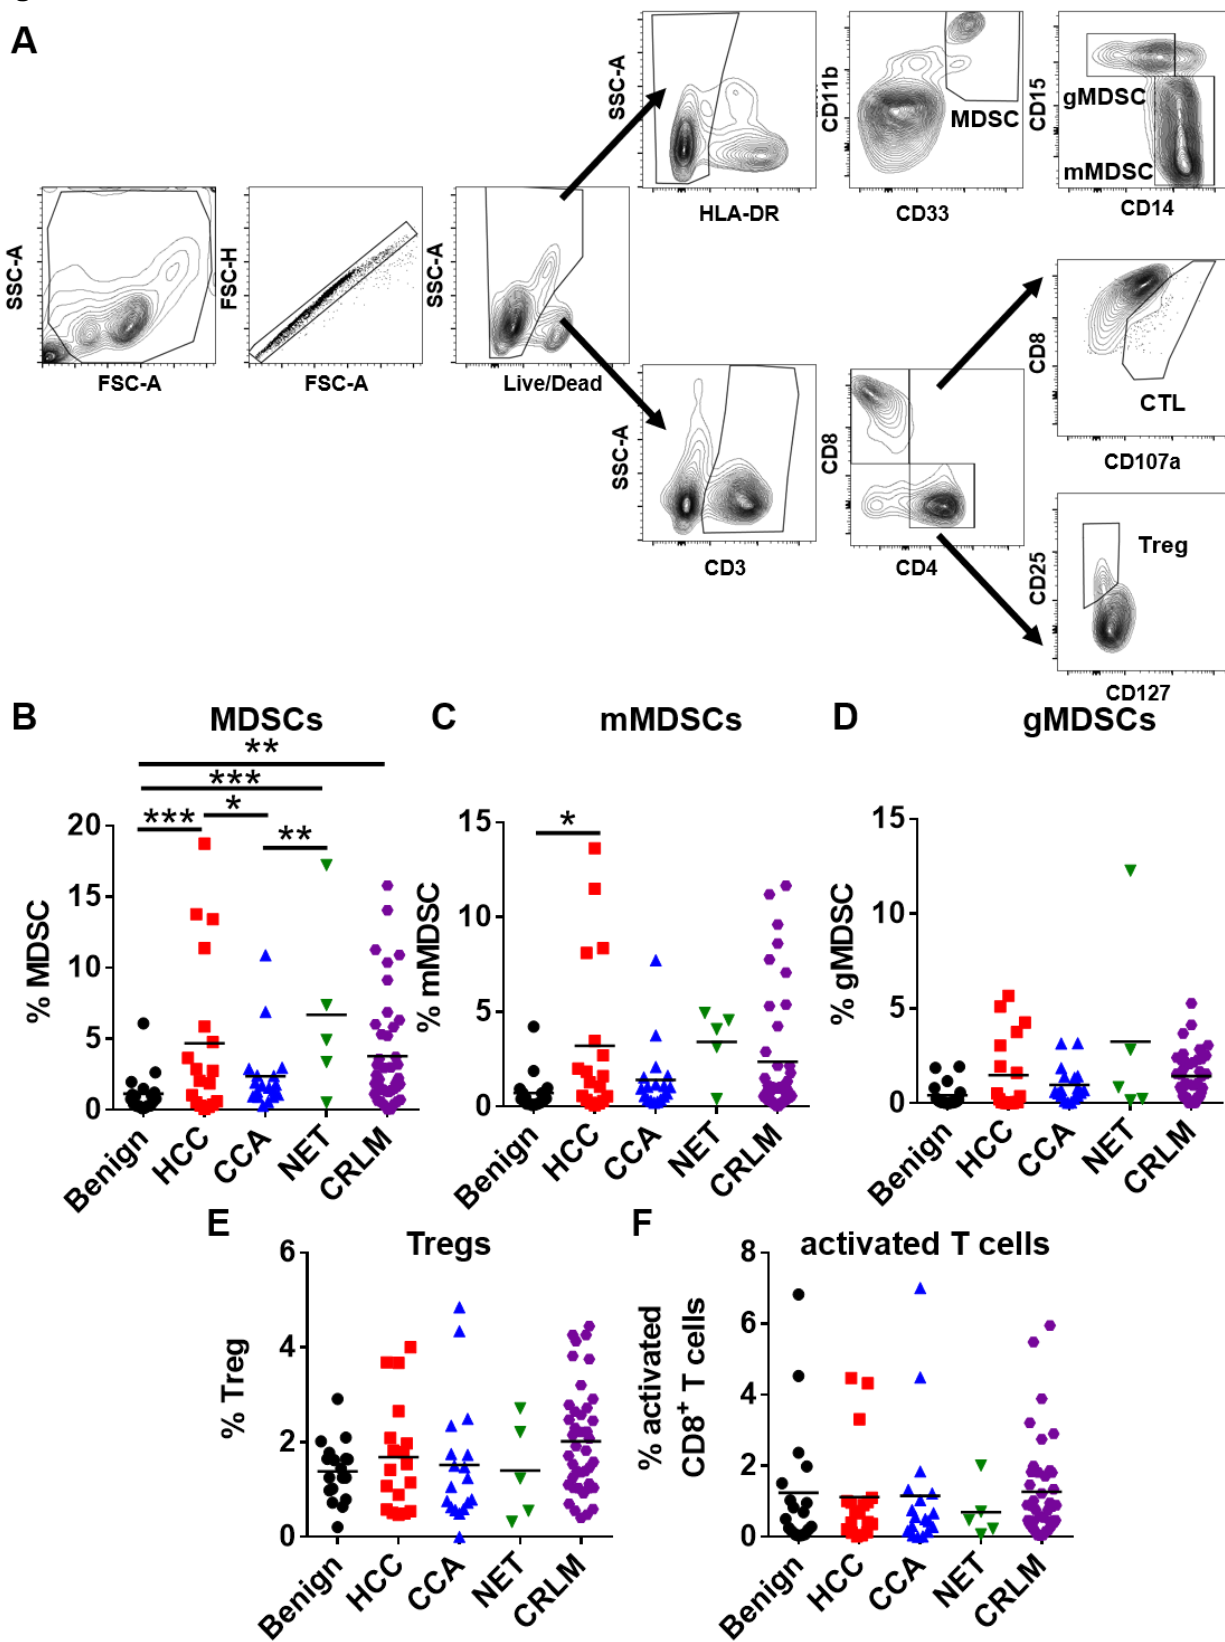 A
SSC-A
FSC-A
FSC-H
FSC-A
SSC-A
Live/Dead
SSC-A
HLA-DR
CD11b
MDSC
CD33
CD15
gMDSC
mMDSC
CD14
SSC-A
CD3
CD8
CD4
CD8
CTL
CD107a
CD25
Treg
CD127
B
MDSCs
**
***
***
*
**
% MDSC
20
15
10
5
0
Benign
HCC
CCA
NET
CRLM
C
mMDSCs
*
% mMDSC
15
10
5
0
Benign
HCC
CCA
NET
CRLM
D
gMDSCs
% gMDSC
15
10
5
0
Benign
HCC
CCA
NET
CRLM
E
Tregs
% Treg
6
4
2
0
Benign
HCC
CCA
NET
CRLM
F
activated T cells
% activated
CD8⁺ T cells
8
6
4
2
0
Benign
HCC
CCA
NET
CRLM